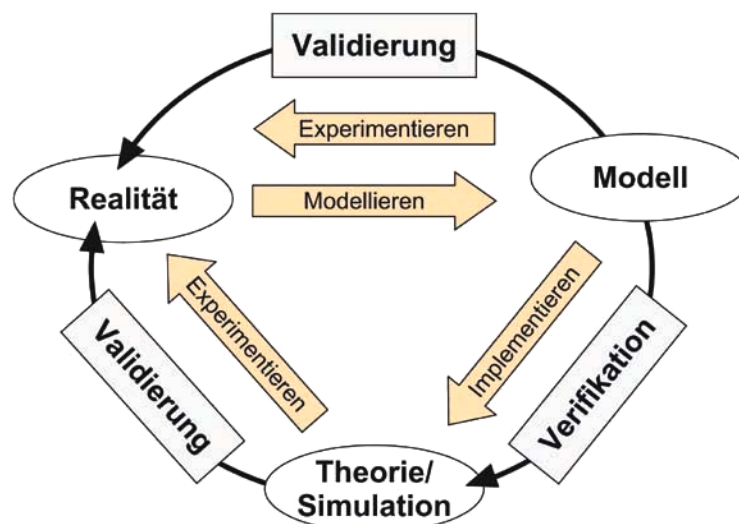 Validierung
Experimentieren
Modell
Realität
Modellieren
Experimentieren
Implementieren
Validierung
Verifikation
Theorie/
Simulation